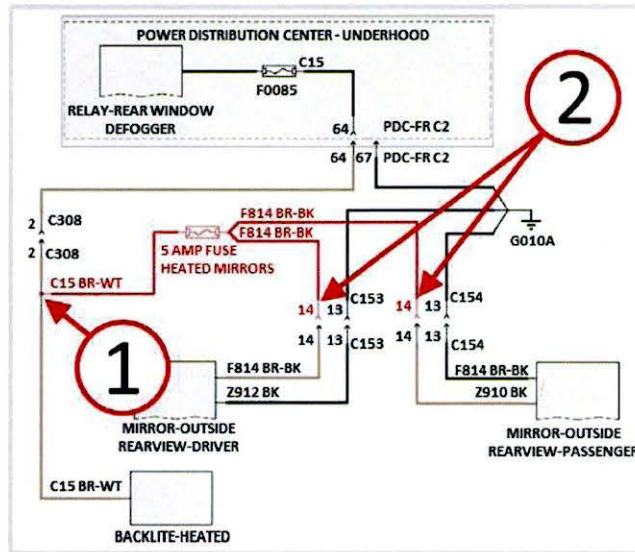 POWER DISTRIBUTION CENTER - UNDERHOOD
C15
F0085
RELAY-REAR WINDOW
DEFOGGER
64
PDC-FR C2
64
67
PDC-FR C2
2
2
C308
2
C308
F814 BR-BK
F814 BR-BK
5 AMP FUSE
HEATED MIRRORS
G010A
C15 BR-WT
14
13
C153
14
13
C154
14
13
C153
14
13
C154
1
F814 BR-BK
Z912 BK
F814 BR-BK
Z910 BK
MIRROR-OUTSIDE
REARVIEW-DRIVER
MIRROR-OUTSIDE
REARVIEW-PASSENGER
C15 BR-WT
BACKLITE-HEATED